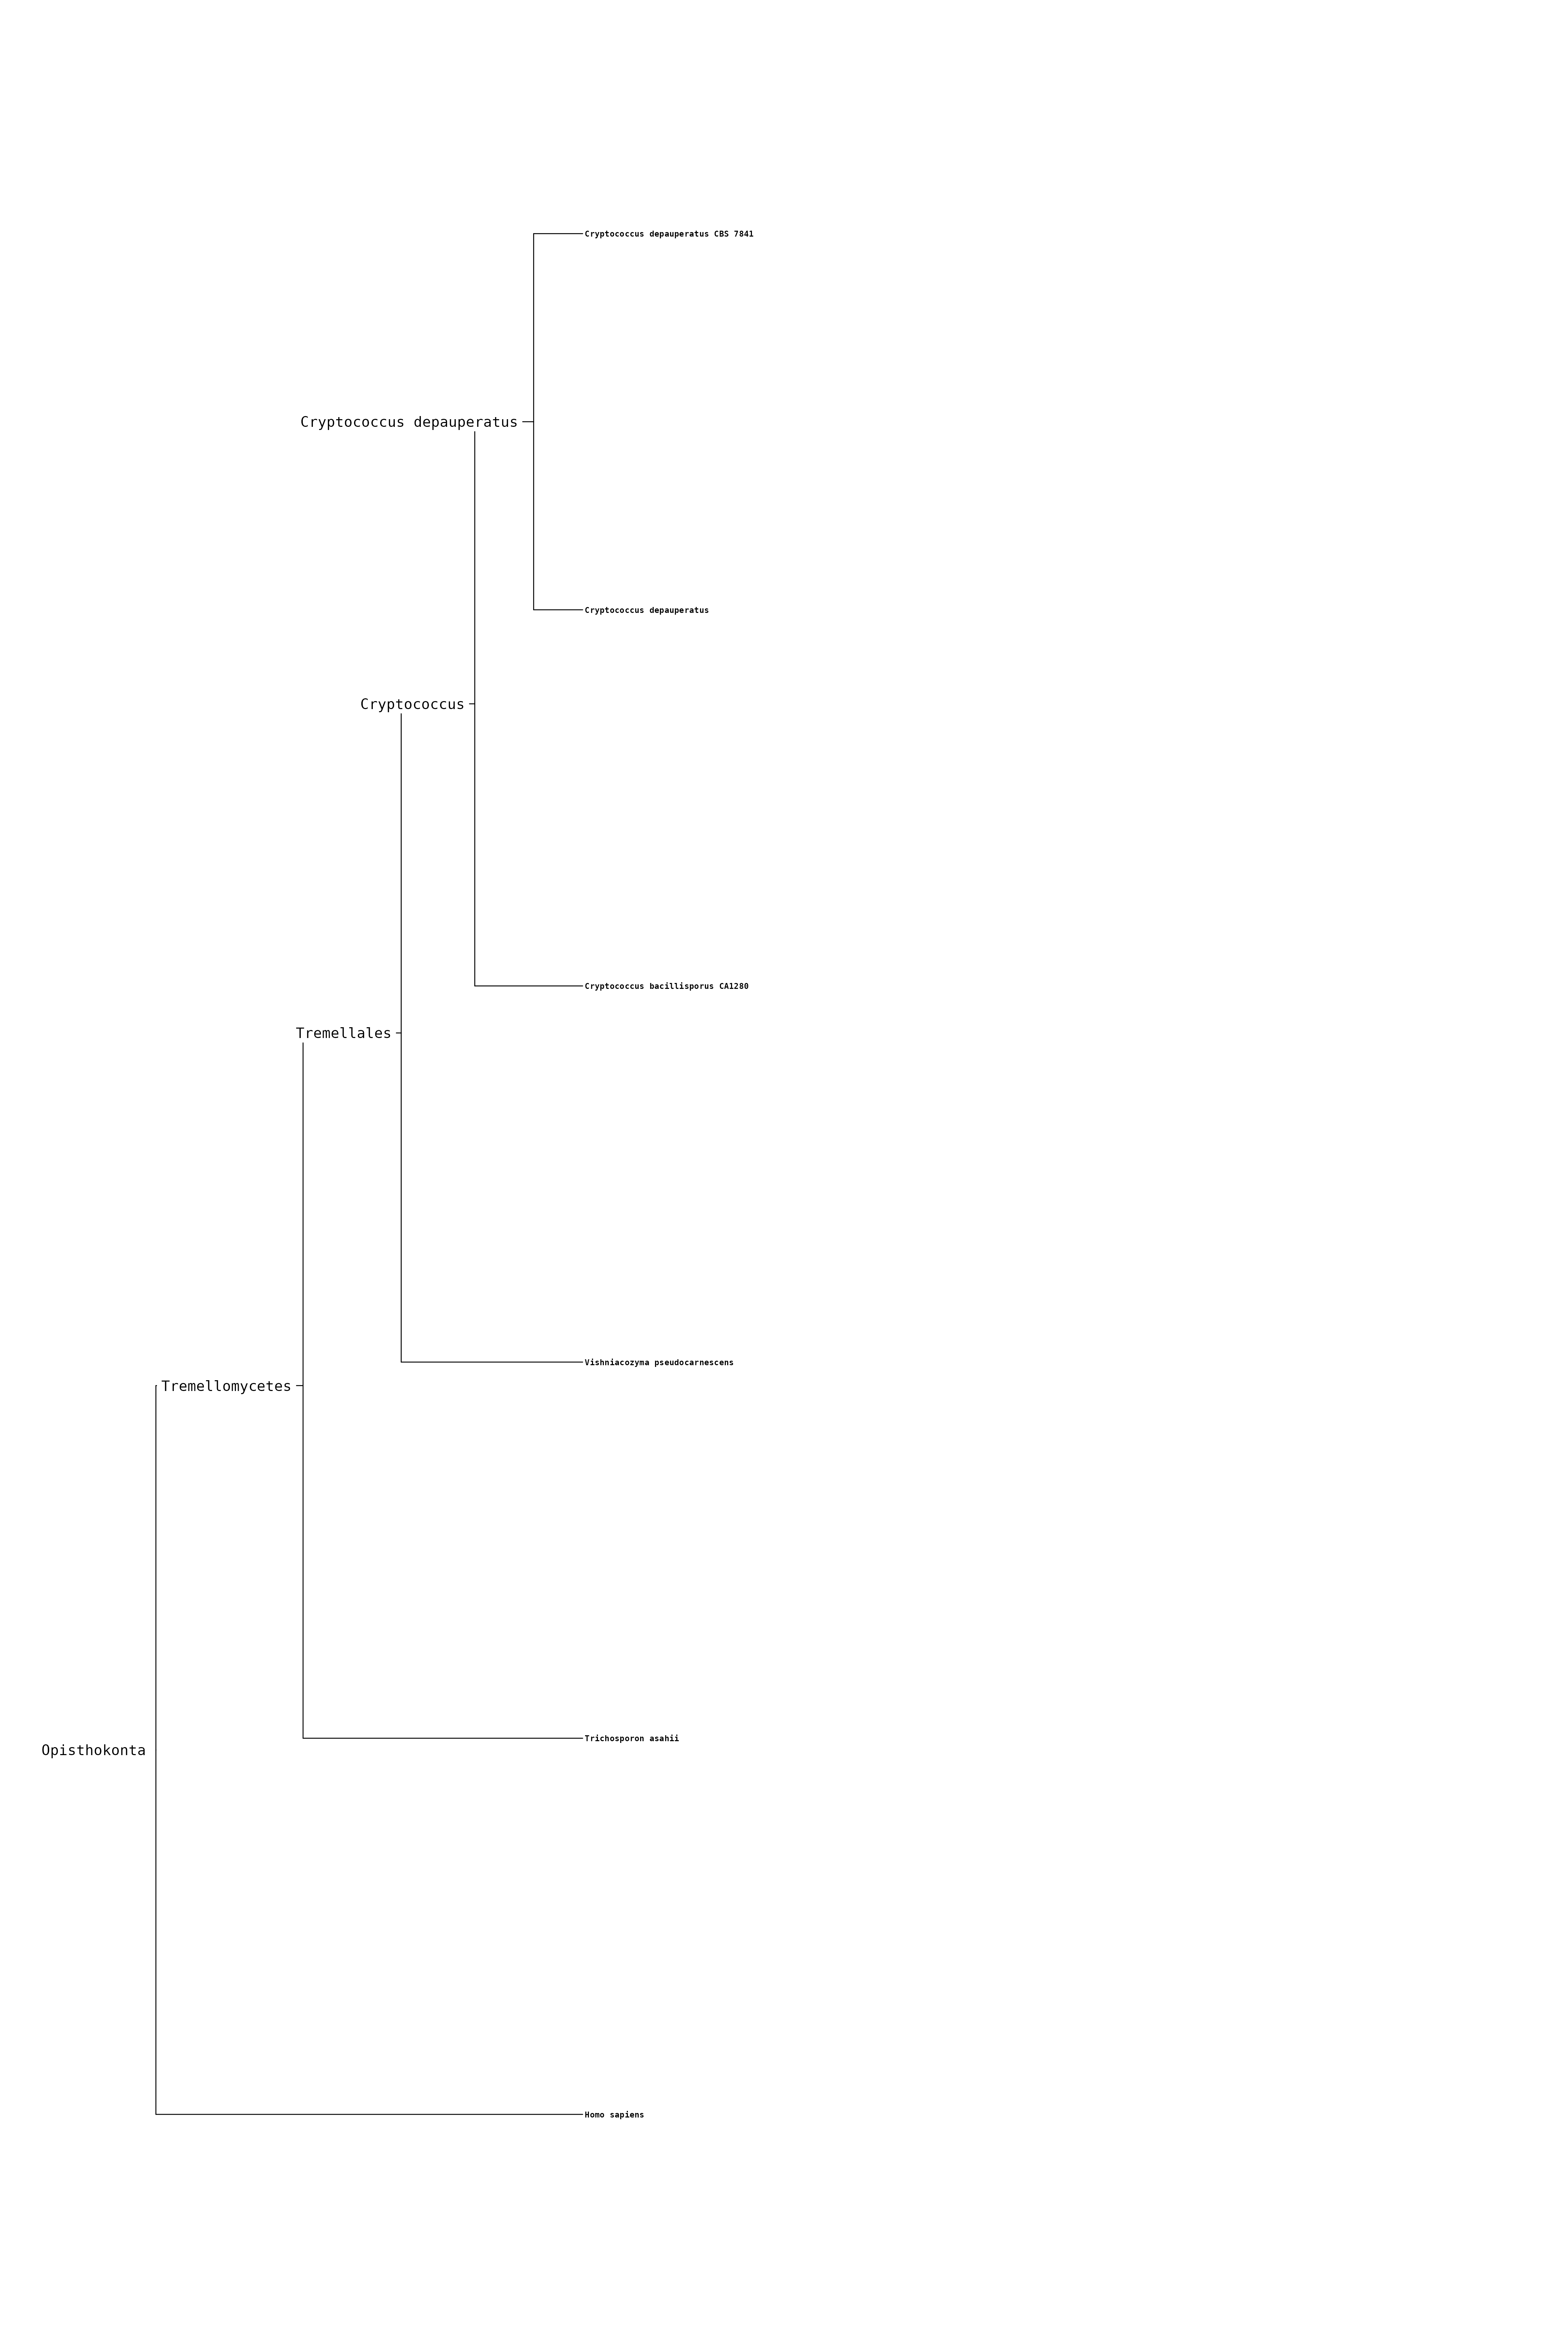 Cryptococcus depauperatus CBS 7841
Cryptococcus depauperatus
Cryptococcus depauperatus
Cryptococcus
Cryptococcus bacillisporus CA1280
Tremellales
Vishniacozyma pseudocarnescens
Tremellomycetes
Trichosporon asahii
Opisthokonta
Homo sapiens